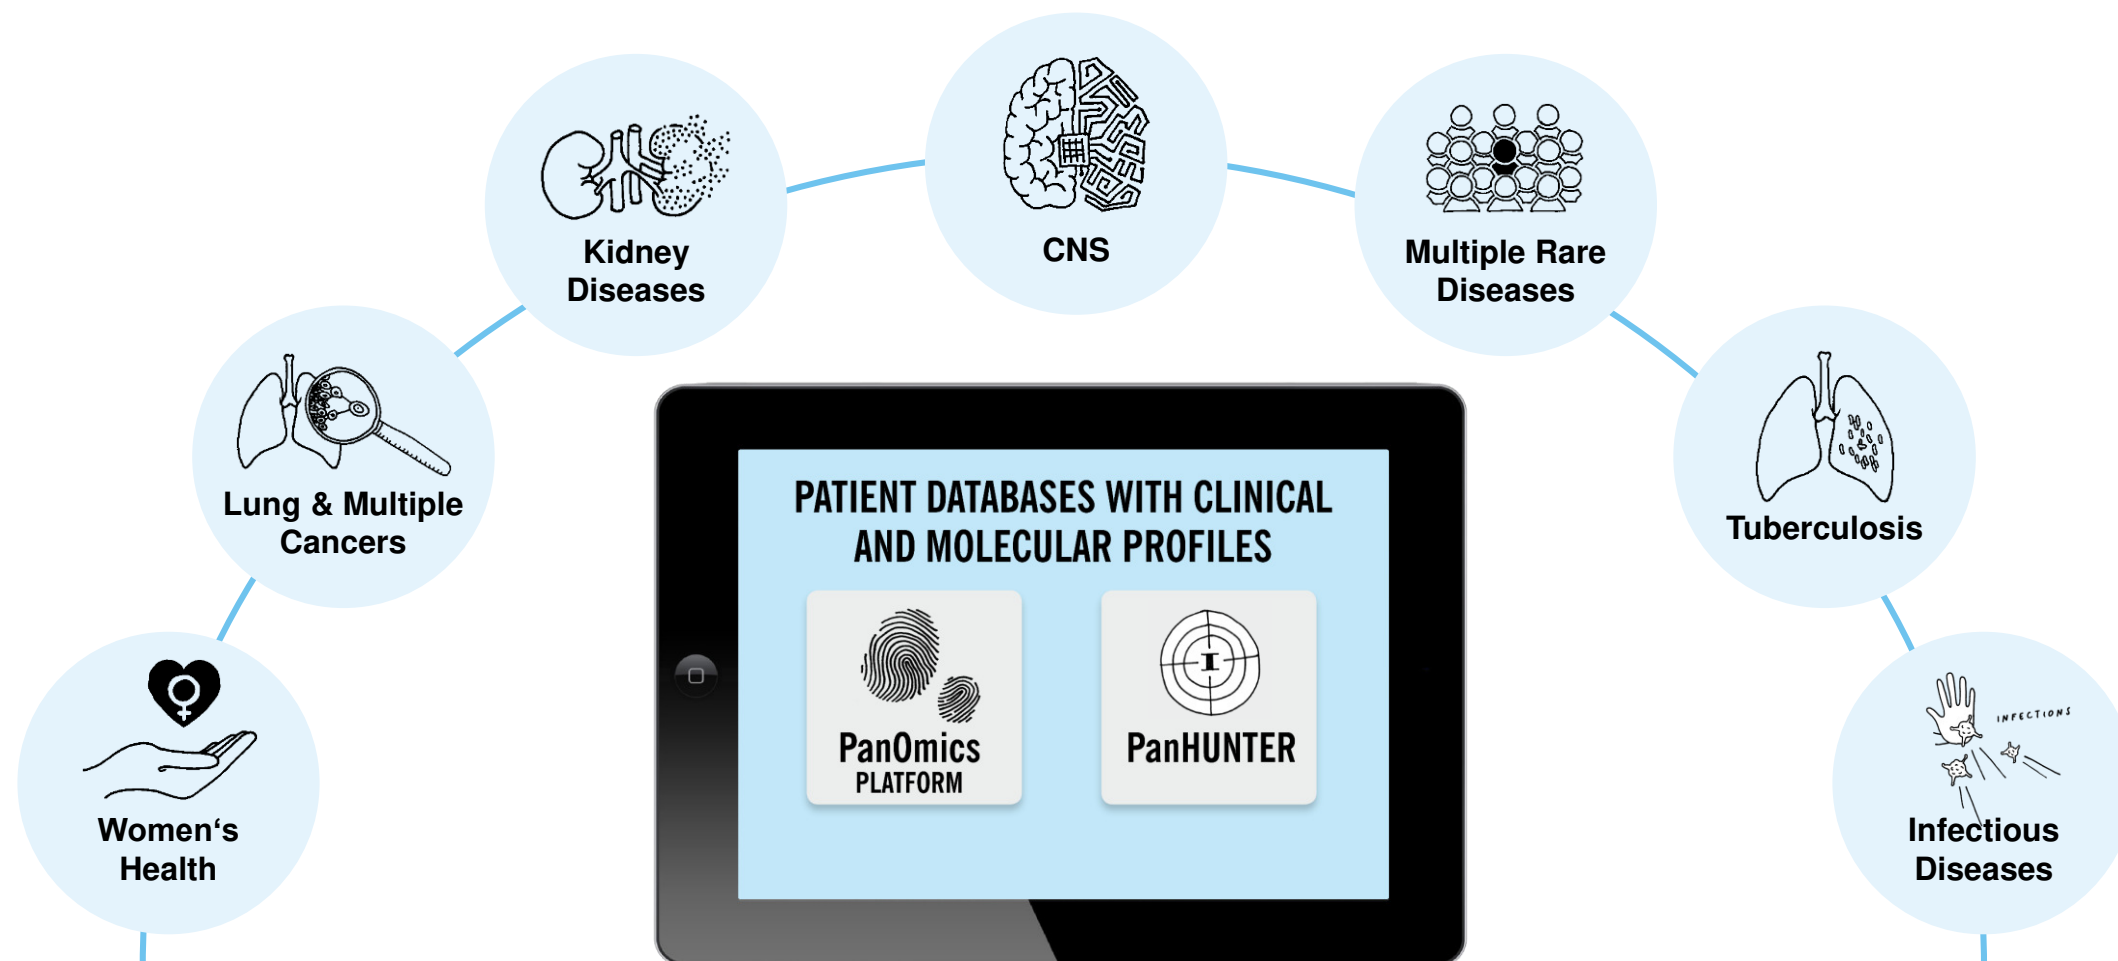 CNS
Kidney
Diseases
Multiple Rare
Diseases
Lung & Multiple
Cancers
Tuberculosis
PATIENT DATABASES WITH CLINICAL
AND MOLECULAR PROFILES
PanOmics
PLATFORM
PanHUNTER
Women‘s
Health
INFECTIONS
Infectious
Diseases